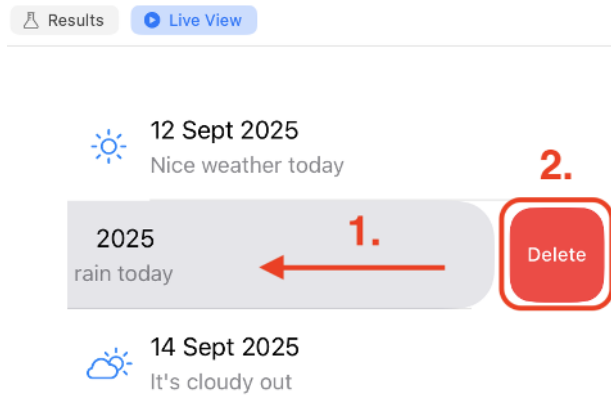 Results Live View
12 Sept 2025
Nice weather today
2.
2025
1.
rain today
Delete
14 Sept 2025
It's cloudy out